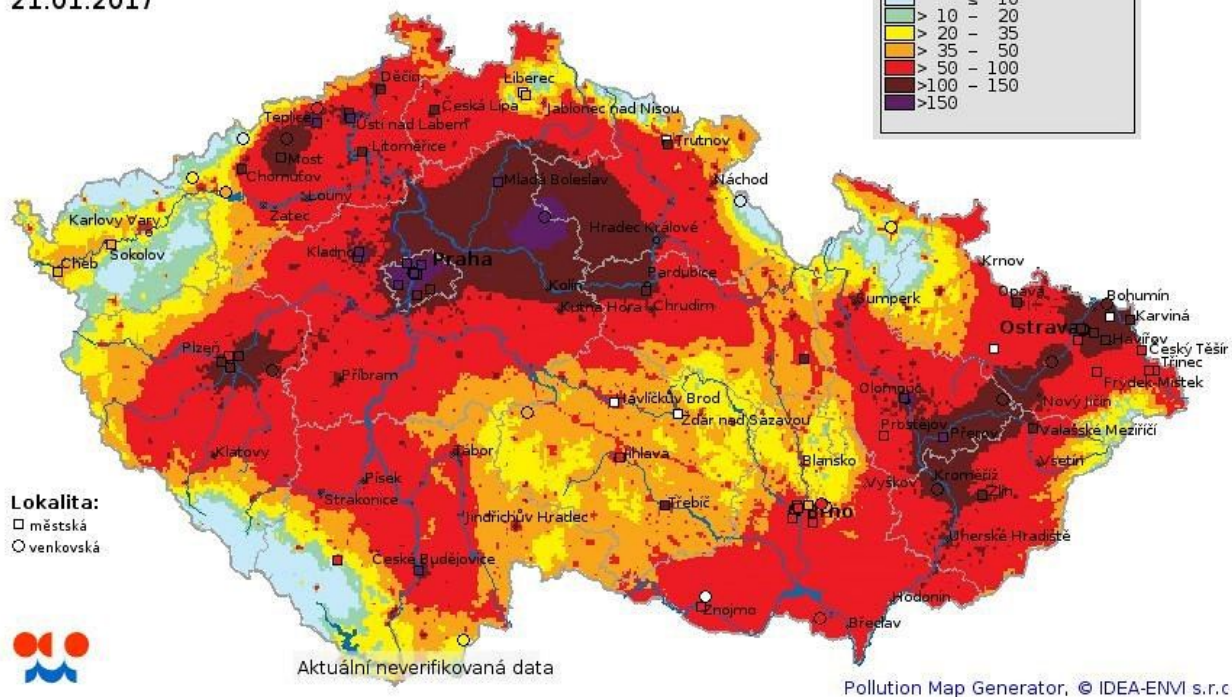 21.01.2017
≤ 10
> 10 - 20
> 20 - 35
> 35 - 50
> 50 - 100
>100 - 150
>150
Děčín
Liberec
Česká Lípa
Jablonec nad Nisou
Teplice
Ústí nad Labem
Most
Litoměřice
Trutnov
Chomutov
Louny
Mladá Boleslav
Náchod
Žatec
Karlovy Vary
Sokolov
Cheb
Kladno
Praha
Hradec Králové
Pardubice
Kolín
Kutná Hora
Chrudim
Šumperk
Krnov
Opava
Bohumín
Ostrava
Karviná
Havířov
Český Těšín
Třinec
Frýdek-Místek
Plzeň
Příbram
Olomouc
Nový Jičín
Havlíčkův Brod
Žďár nad Sázavou
Prostějov
Přerov
Valašské Meziříčí
Klatovy
Tábor
Jihlava
Blansko
Vsetín
Písek
Vyškov
Kroměříž
Zlín
Strakonice
Třebíč
Brno
Jindřichův Hradec
Uherské Hradiště
České Budějovice
Hodonín
Znojmo
Břeclav
Lokalita:
městská
venkovská
Aktuální neverifikovaná data
Pollution Map Generator, © IDEA-ENVI s.r.o